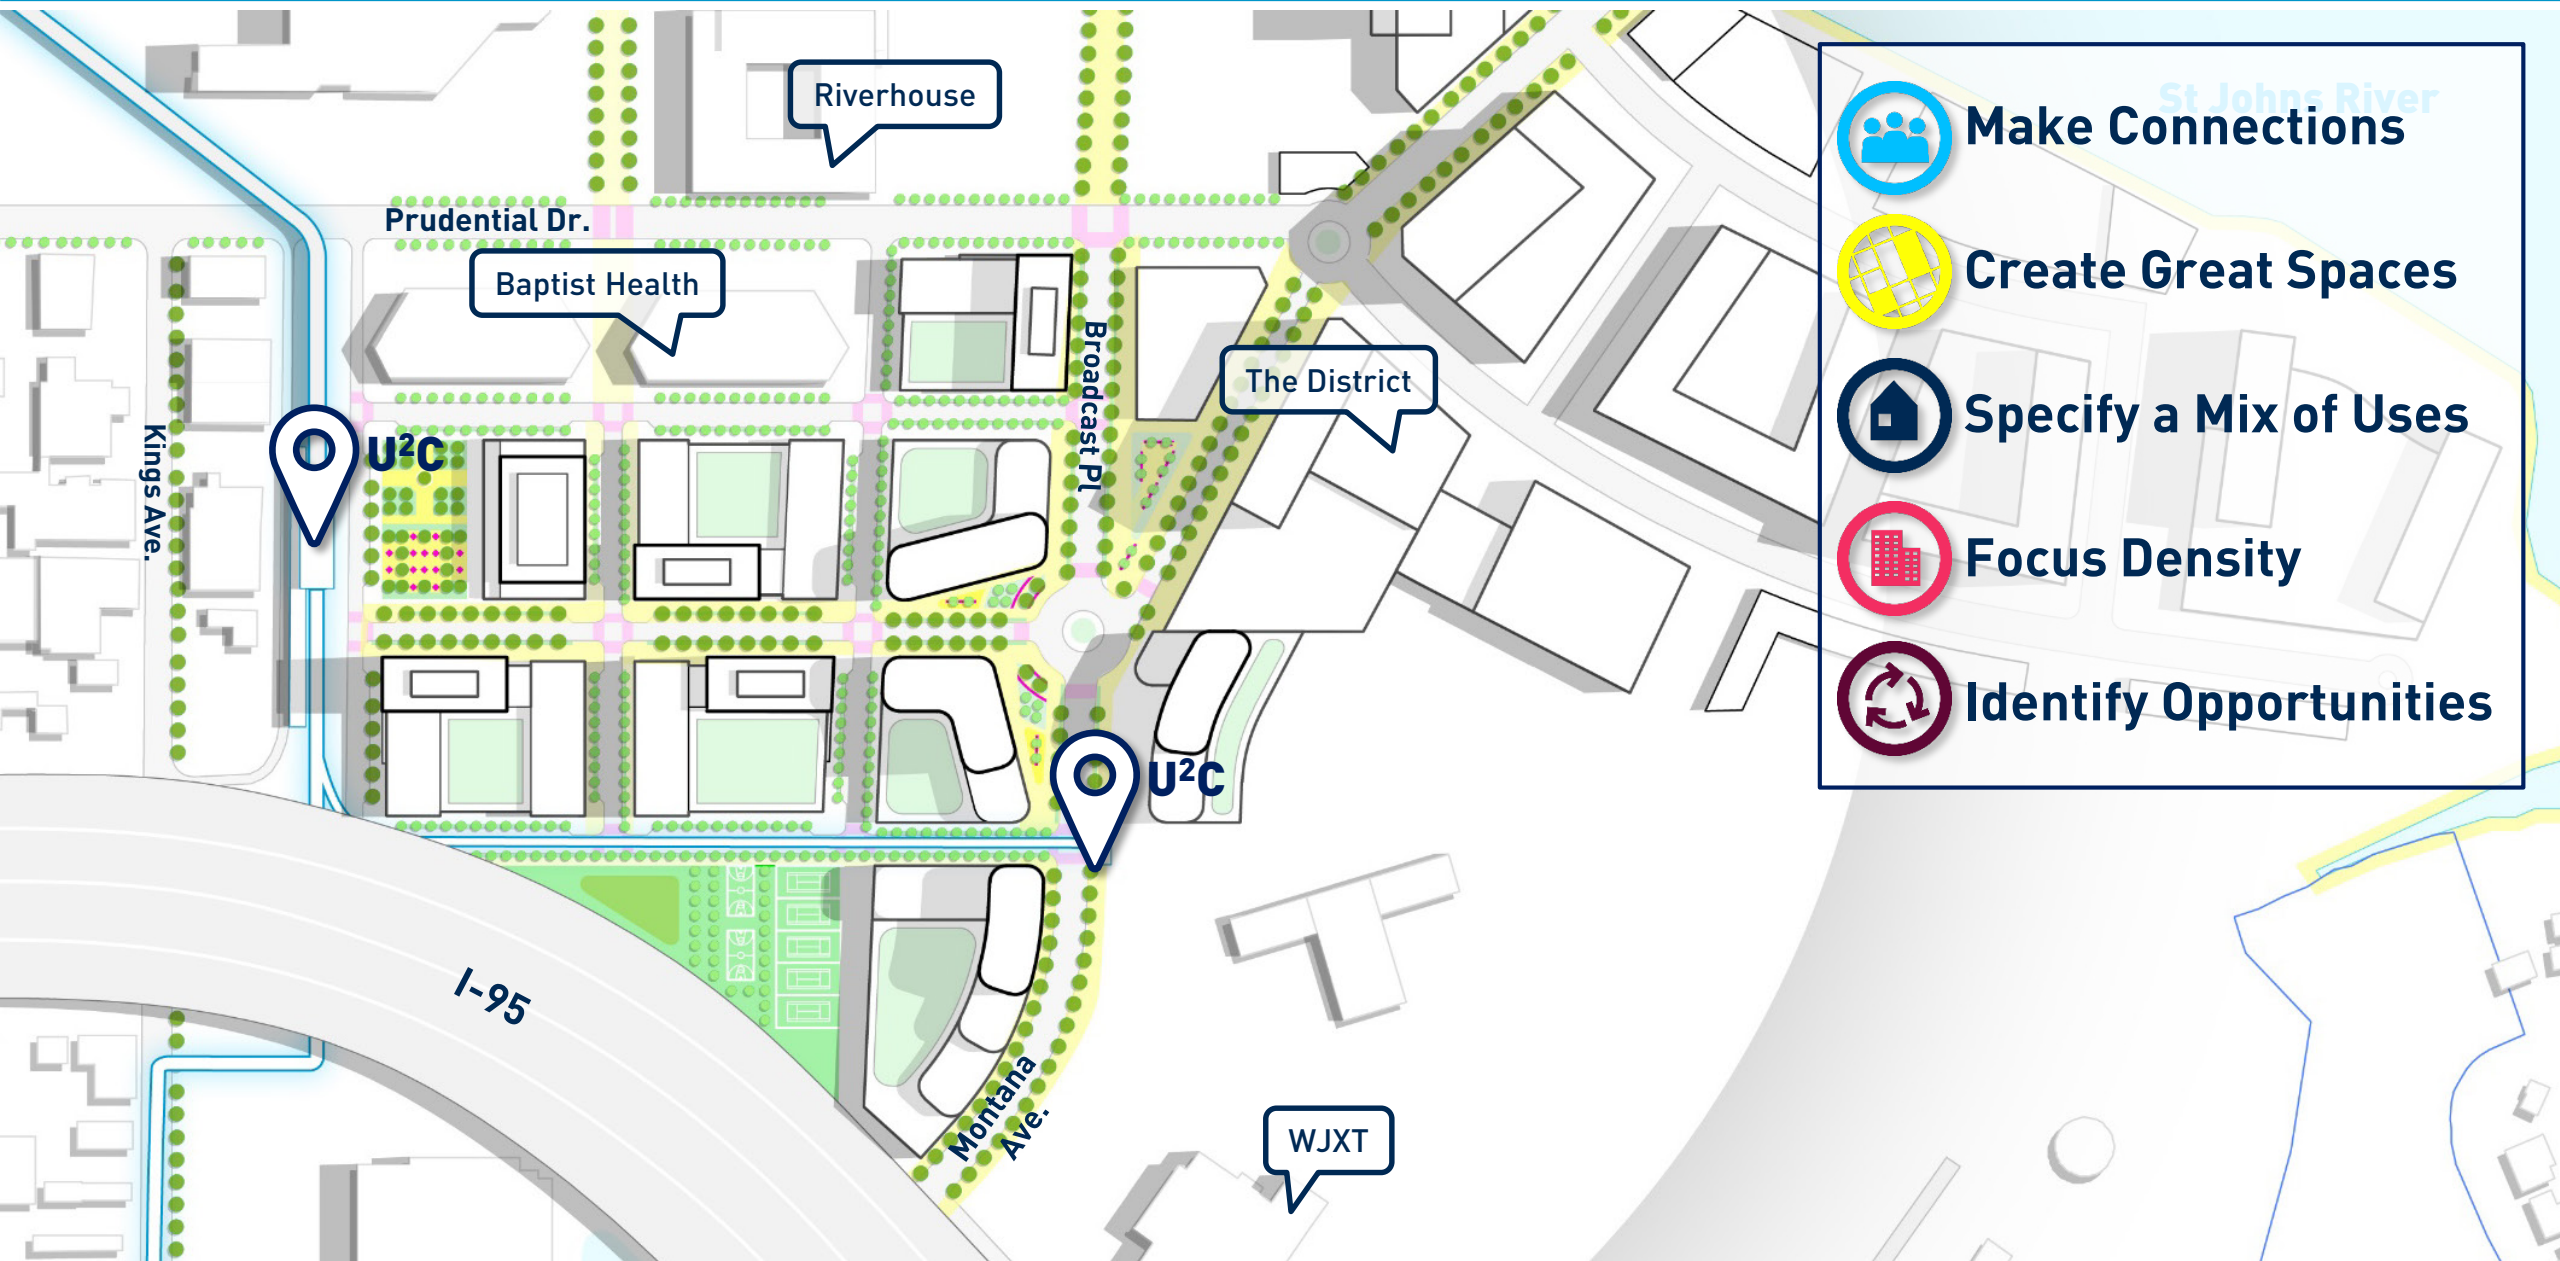 St Johns River
Make Connections
Create Great Spaces
Specify a Mix of Uses
Focus Density
Identify Opportunities
Riverhouse
Prudential Dr.
Baptist Health
Broadcast Pl
The District
Kings Ave.
U²C
U²C
I-95
Montana
Ave.
WJXT